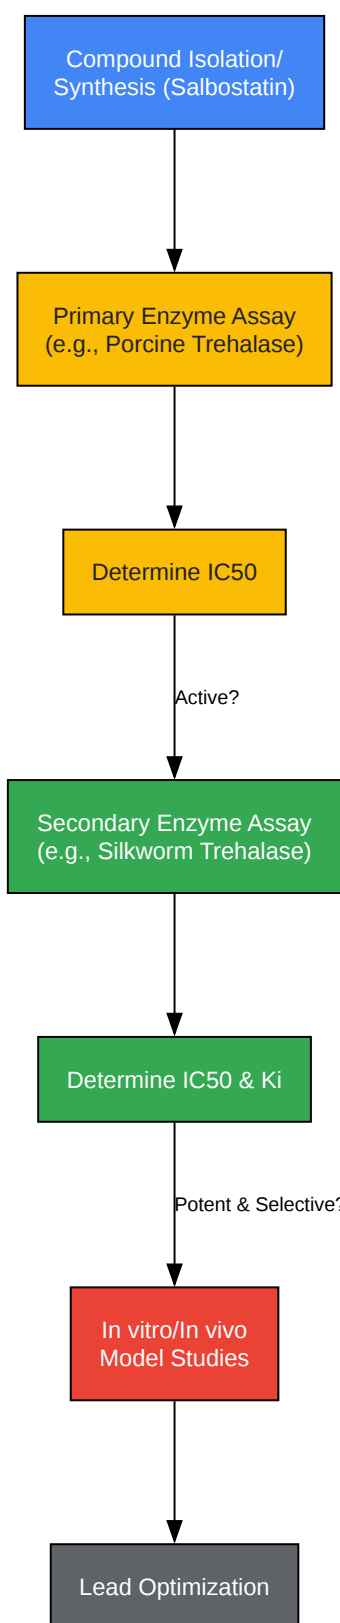 Compound Isolation/
Synthesis (Salbostatin)
Primary Enzyme Assay
(e.g., Porcine Trehalase)
Determine IC50
Active?
Secondary Enzyme Assay
(e.g., Silkworm Trehalase)
Determine IC50 & Ki
Potent & Selective?
In vitro/In vivo
Model Studies
Lead Optimization